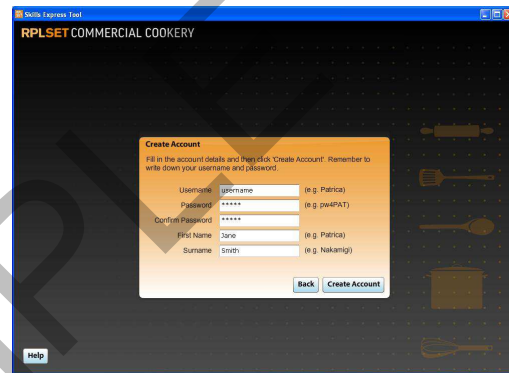 Skills Express Tool
RPLSET COMMERCIAL COOKERY
Create Account
Fill in the account details and then click 'Create Account'. Remember to
write down your username and password.
Username username (e.g. Patrica)
Password ***** (e.g. pw4PAT)
Confirm Password *****
First Name Jane (e.g. Patrica)
Surname Smith (e.g. Nakamigi)
Back Create Account
Help